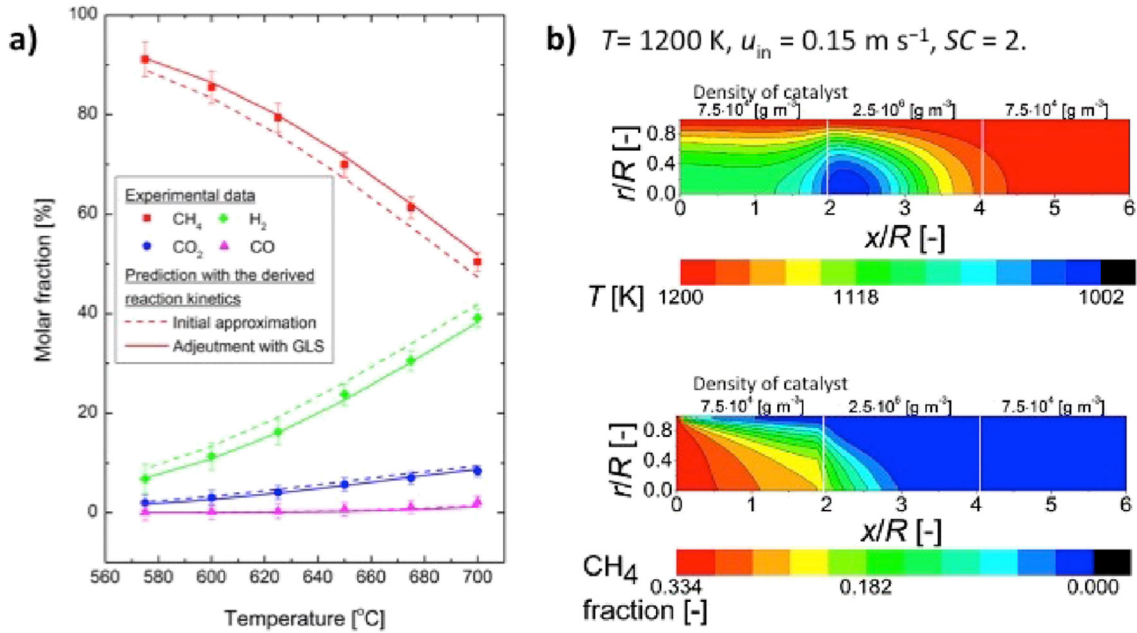 a)
100
80
60
40
20
0
Molar fraction [%]
560 580 600 620 640 660 680 700
Temperature [°C]
Experimental data
CH4 H2
CO2 CO
Prediction with the derived
reaction kinetics
Initial approximation
Adjeutment with GLS
b) T= 1200 K, uin = 0.15 m s⁻¹, SC = 2.
Density of catalyst
7.5·10⁴ [g m⁻³] 2.5·10⁶ [g m⁻³] 7.5·10⁴ [g m⁻³]
r/R [-]
0.8
0.4
0.0
0 1 2 3 4 5 6
x/R [-]
T [K]
1200 1118 1002
Density of catalyst
7.5·10⁴ [g m⁻³] 2.5·10⁶ [g m⁻³] 7.5·10⁴ [g m⁻³]
r/R [-]
0.8
0.4
0.0
0 1 2 3 4 5 6
x/R [-]
CH4
0.334 0.182 0.000
fraction [-]